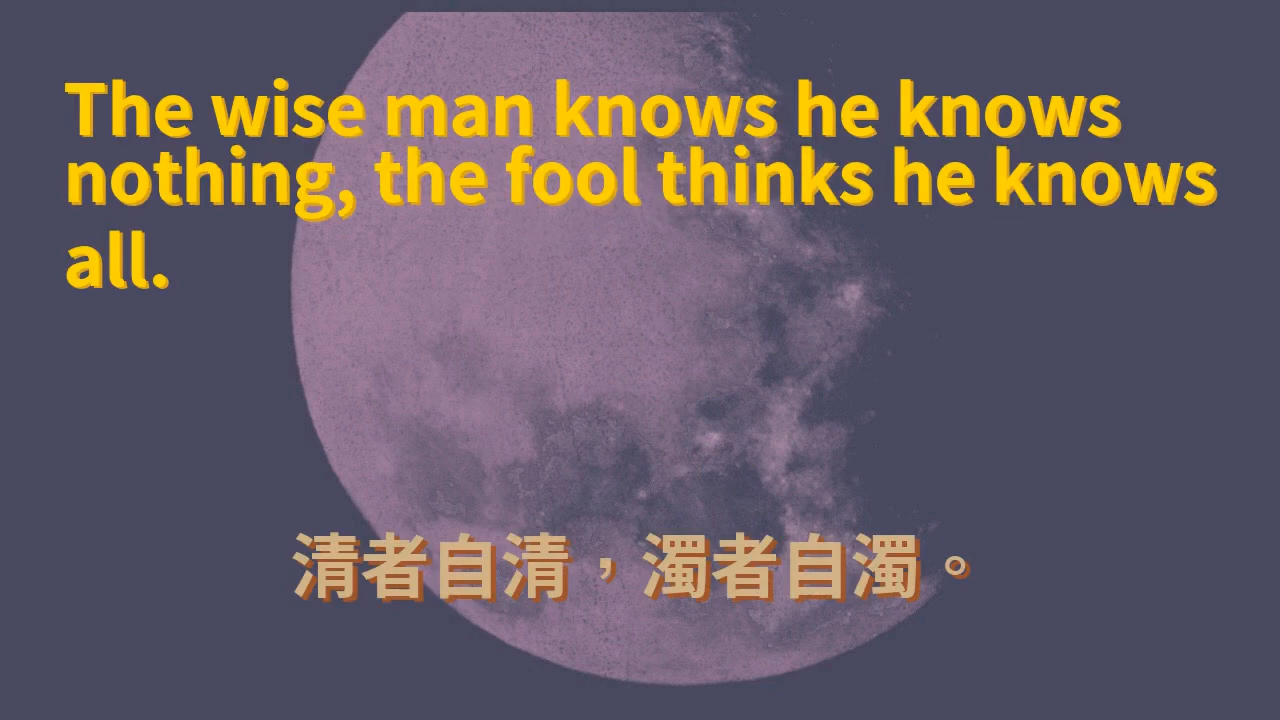 The wise man knows he knows
nothing, the fool thinks he knows
all.
清者自清，濁者自濁。